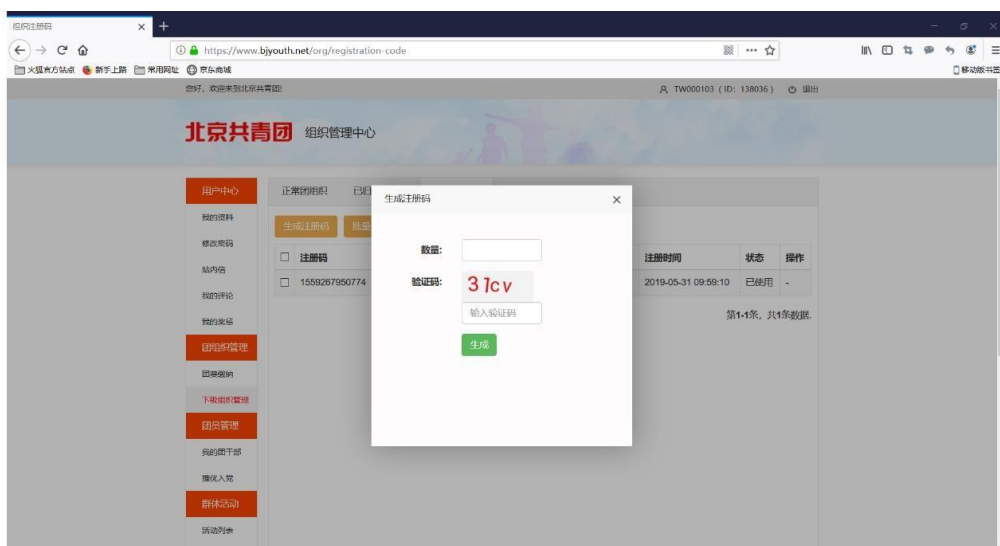 组织注册码
https://www.bjyouth.net/org/registration-code
火狐官方站点 新手上路 常用网址 京东商城 移动版书签
您好，欢迎来到北京共青团! TW000103 ( ID: 138036 ) 退出
北京共青团 组织管理中心
用户中心
我的资料
修改密码
站内信
我的评论
我的奖惩
团组织管理
团费缴纳
下级组织管理
团员管理
我的团干部
推优入党
群体活动
活动列表
正常团组织 已归
生成注册码 批量
注册码 注册时间 状态 操作
1559267950774 2019-05-31 09:59:10 已使用 -
第1-1条，共1条数据.
生成注册码 ×
数量:
验证码: 31cv
输入验证码
生成